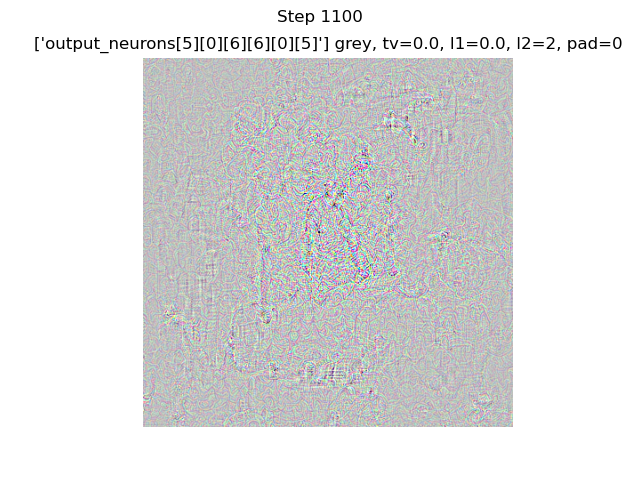 Step 1100
['output_neurons[5][0][6][6][0][5]'] grey, tv=0.0, l1=0.0, l2=2, pad=0